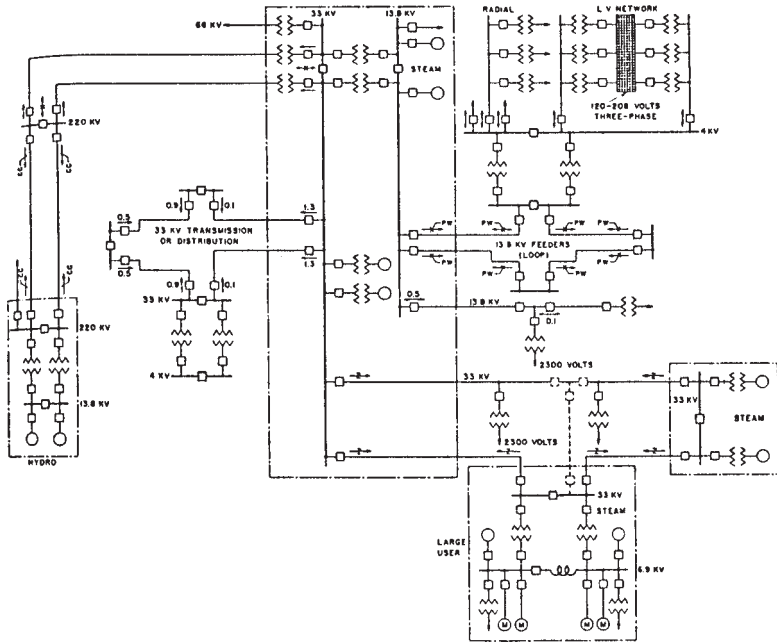 66 KV
33 KV
13.8 KV
STEAM
RADIAL
L V NETWORK
120-208 VOLTS
THREE-PHASE
4 KV
220 KV
CC
CC
0.9
0.1
0.5
33 KV TRANSMISSION
OR DISTRIBUTION
0.5
0.9
0.1
1.3
1.3
33 KV
4 KV
PW
PW
PW
PW
13.8 KV FEEDERS
(LOOP)
PW
PW
PW
PW
0.5
13.8 KV
0.1
2300 VOLTS
CC
CC
220 KV
13.8 KV
HYDRO
Z
33 KV
Z
33 KV
STEAM
2300 VOLTS
Z
Z
Z
Z
33 KV
STEAM
LARGE
USER
6.9 KV
M
M
M
M